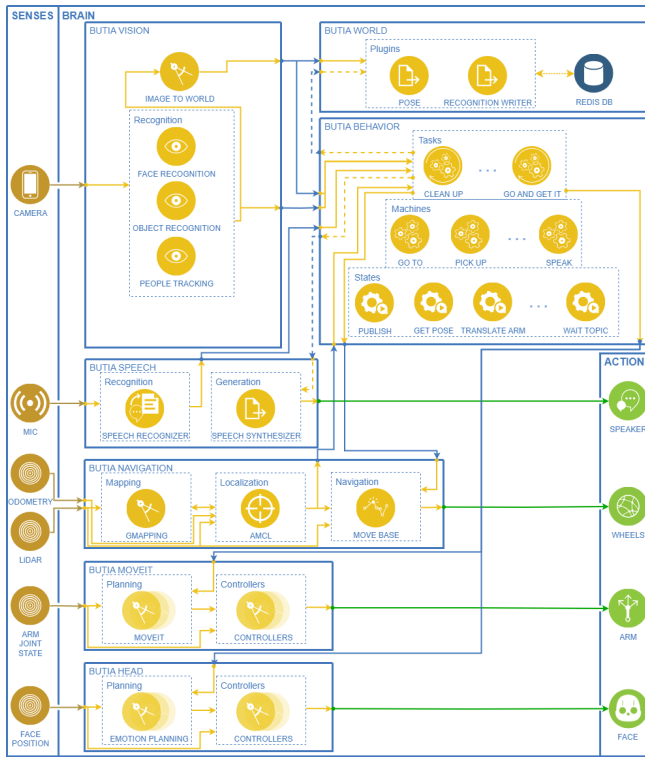 SENSES
BRAIN
BUTIA VISION
IMAGE TO WORLD
Recognition
FACE RECOGNITION
OBJECT RECOGNITION
PEOPLE TRACKING
CAMERA
BUTIA WORLD
Plugins
POSE
RECOGNITION WRITER
REDIS DB
BUTIA BEHAVIOR
Tasks
CLEAN UP
...
GO AND GET IT
Machines
GO TO
PICK UP
...
SPEAK
States
PUBLISH
GET POSE
TRANSLATE ARM
...
WAIT TOPIC
BUTIA SPEECH
Recognition
SPEECH RECOGNIZER
Generation
SPEECH SYNTHESIZER
MIC
ACTION
SPEAKER
BUTIA NAVIGATION
Mapping
GMAPPING
Localization
AMCL
Navigation
MOVE BASE
ODOMETRY
LiDAR
WHEELS
BUTIA MOVEIT
Planning
MOVEIT
Controllers
CONTROLLERS
ARM
JOINT
STATE
ARM
BUTIA HEAD
Planning
EMOTION PLANNING
Controllers
CONTROLLERS
FACE
POSITION
FACE